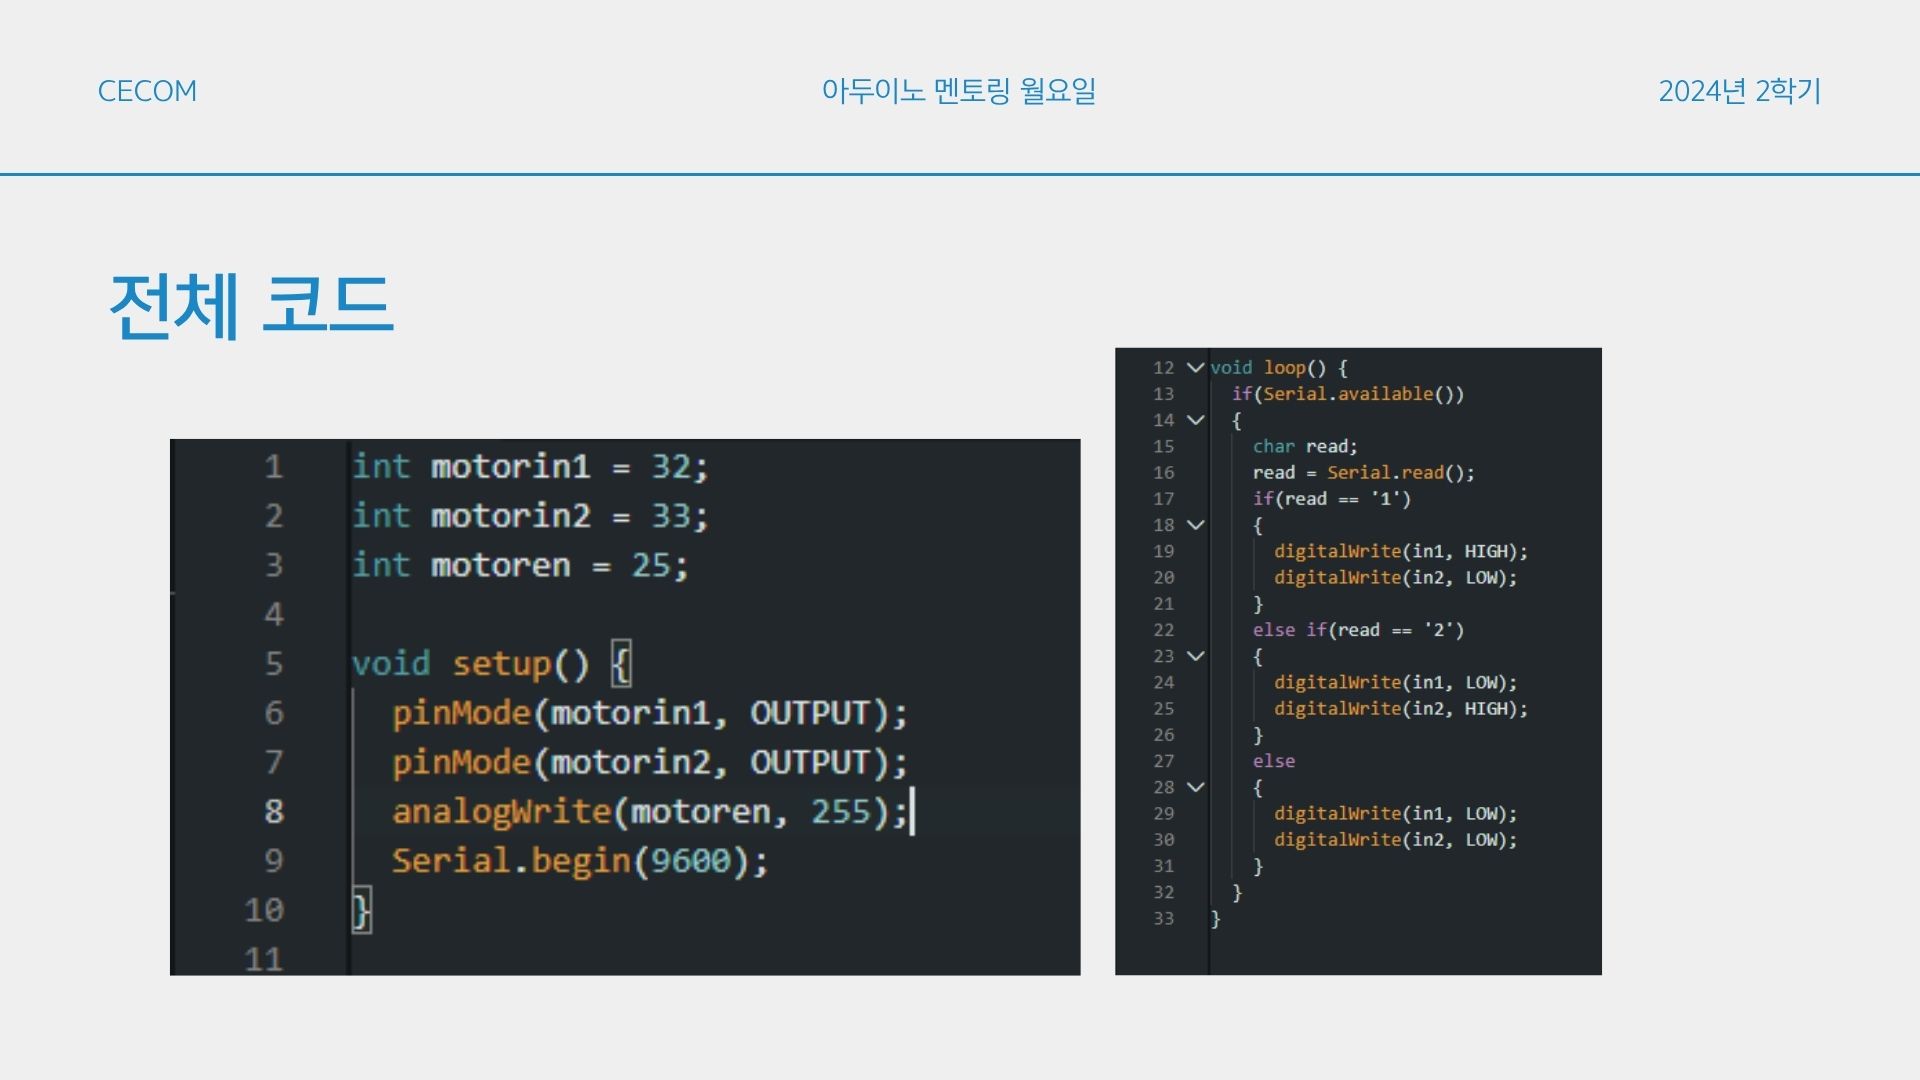 CECOM
아두이노 멘토링 월요일
2024년 2학기
전체 코드
1 int motorin1 = 32;
2 int motorin2 = 33;
3 int motoren = 25;
4
5 void setup() {
6 pinMode(motorin1, OUTPUT);
7 pinMode(motorin2, OUTPUT);
8 analogWrite(motoren, 255);
9 Serial.begin(9600);
10 }
11
12 void loop() {
13 if(Serial.available())
14 {
15 char read;
16 read = Serial.read();
17 if(read == '1')
18 {
19 digitalWrite(in1, HIGH);
20 digitalWrite(in2, LOW);
21 }
22 else if(read == '2')
23 {
24 digitalWrite(in1, LOW);
25 digitalWrite(in2, HIGH);
26 }
27 else
28 {
29 digitalWrite(in1, LOW);
30 digitalWrite(in2, LOW);
31 }
32 }
33 }